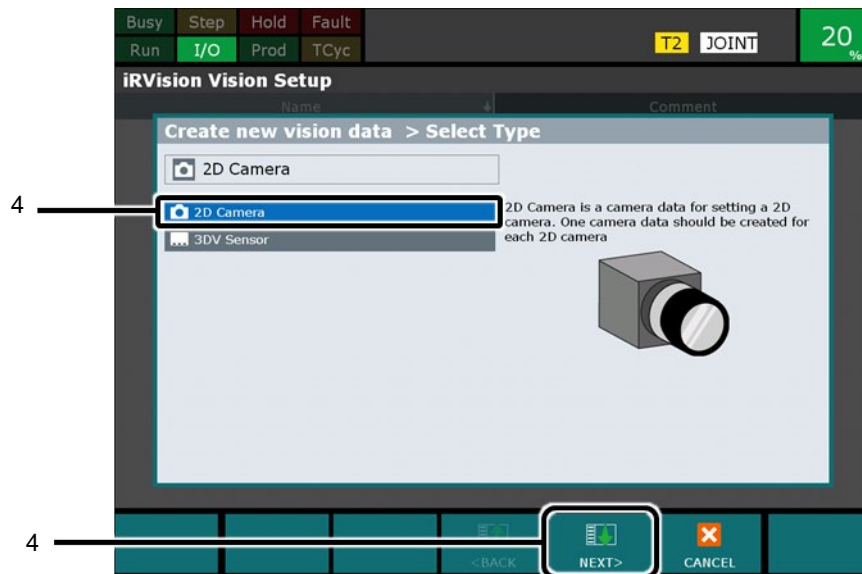 Busy Step Hold Fault
Run I/O Prod TCyc
T2 JOINT
20 %
iRVision Vision Setup
Name Comment
Create new vision data > Select Type
2D Camera
4
2D Camera
3DV Sensor
2D Camera is a camera data for setting a 2D
camera. One camera data should be created for
each 2D camera
4
<BACK NEXT> CANCEL